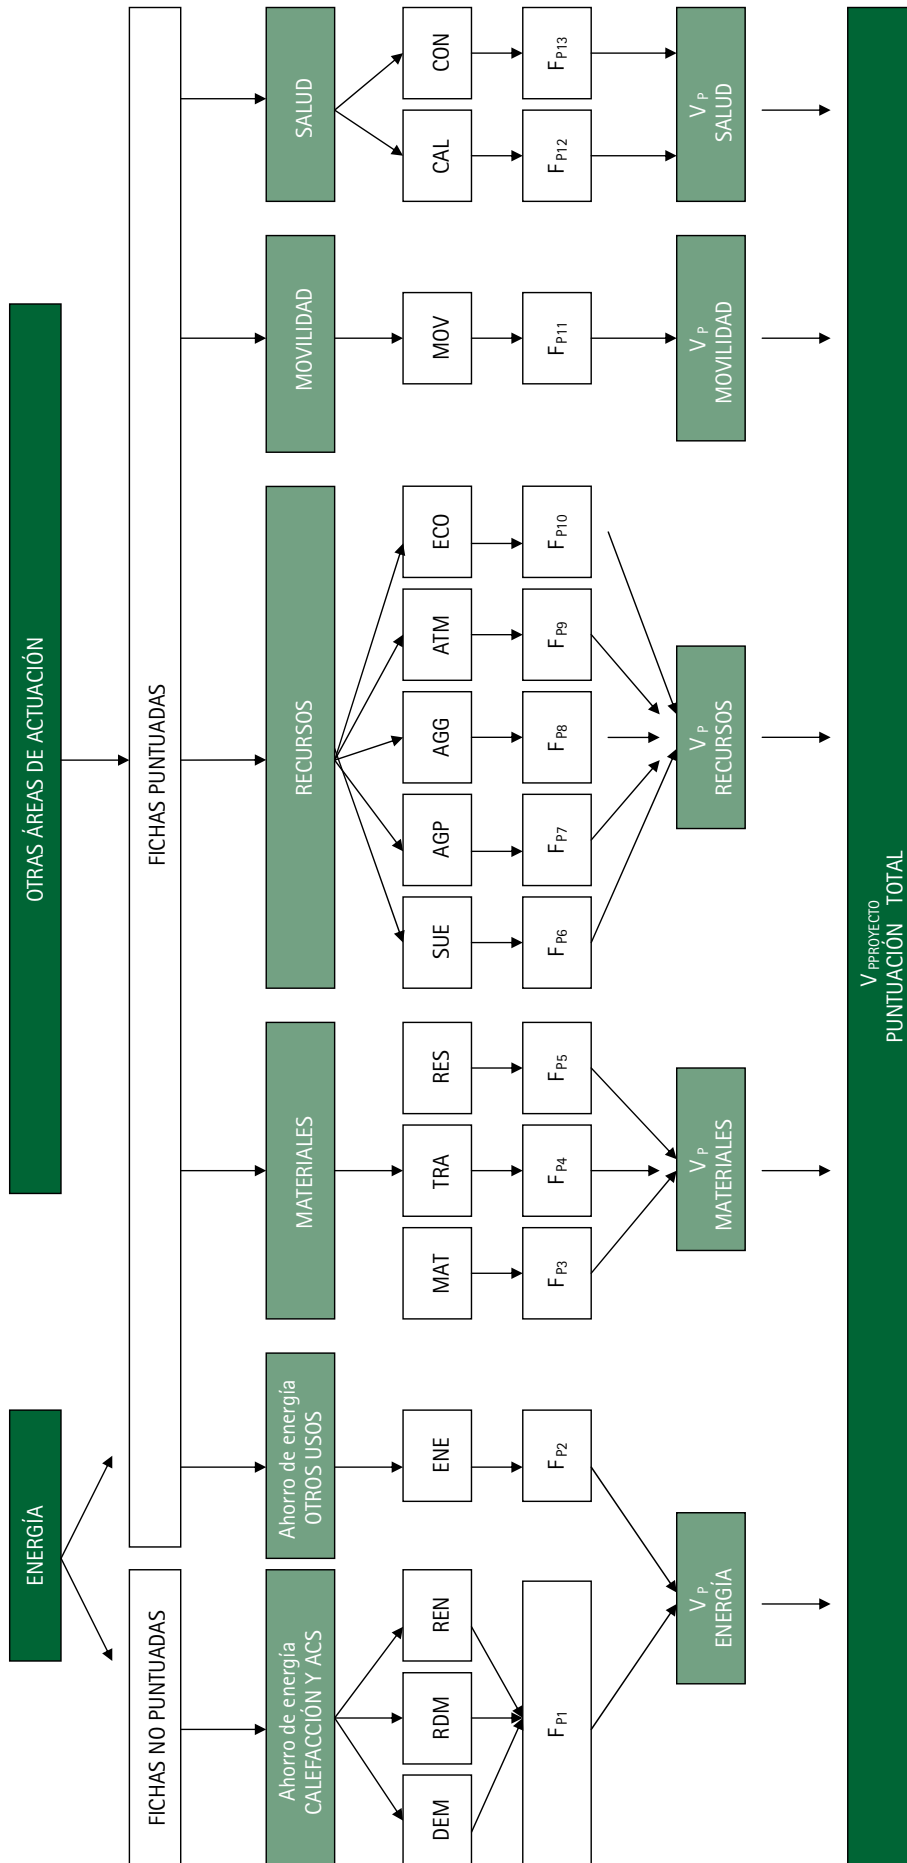 ENERGÍA
OTRAS ÁREAS DE ACTUACIÓN
FICHAS NO PUNTUADAS
FICHAS PUNTUADAS
Ahorro de energía
CALEFACCIÓN Y ACS
Ahorro de energía
OTROS USOS
MATERIALES
RECURSOS
MOVILIDAD
SALUD
DEM
RDM
REN
ENE
MAT
TRA
RES
SUE
AGP
AGG
ATM
ECO
MOV
CAL
CON
FP1
FP2
FP3
FP4
FP5
FP6
FP7
FP8
FP9
FP10
FP11
FP12
FP13
VP
ENERGÍA
VP
MATERIALES
VP
RECURSOS
VP
MOVILIDAD
VP
SALUD
VPPROYECTO
PUNTUACIÓN TOTAL